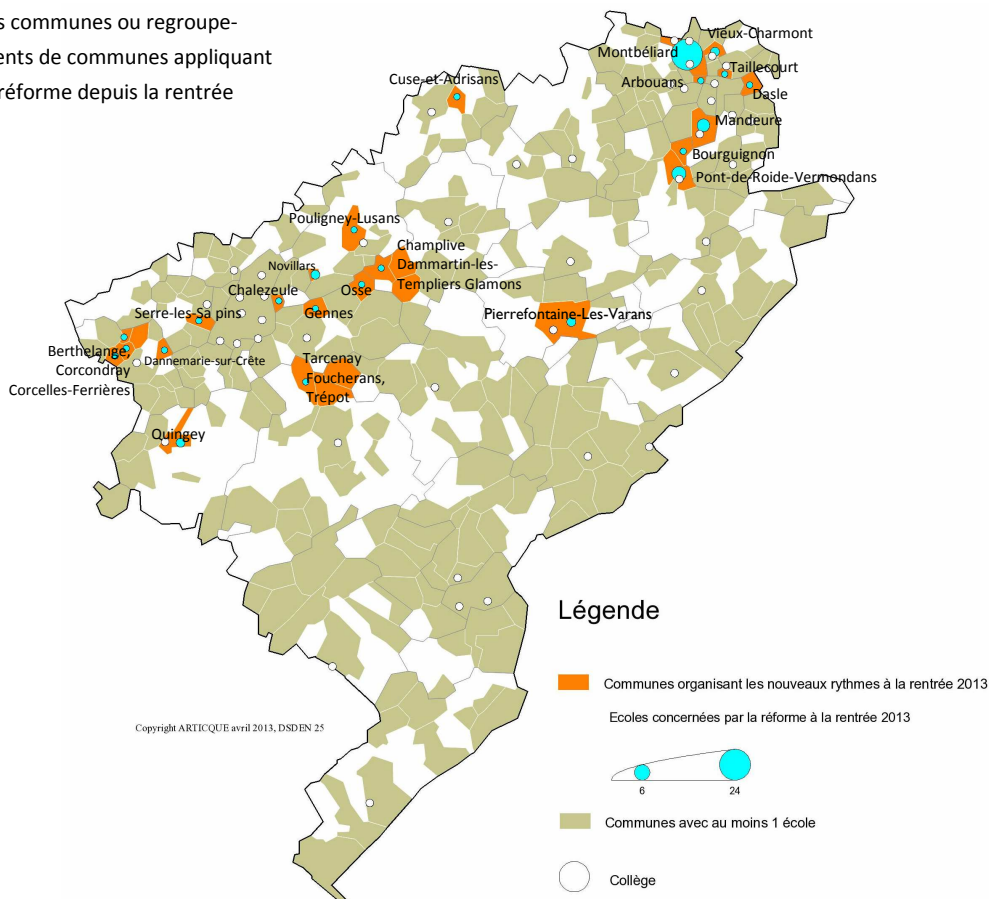 s communes ou regroupe-
ents de communes appliquant
réforme depuis la rentrée
Vieux-Charmont
Montbéliard
Taillecourt
Cuse-et-Adrisans
Arbouans
Dasle
Mandeure
Bourguignon
Pont-de-Roide-Vermondans
Pouligney-Lusans
Champlive
Novillars
Dammartin-les-
Chalezeule
Osse
Templiers Glamons
Serre-les-Sa pins
Gennes
Pierrefontaine-Les-Varans
Berthelange,
Dannemarie-sur-Crête
Tarcenay
Corcondray
Foucherans,
Corcelles-Ferrières
Trépot
Quingey
Légende
Communes organisant les nouveaux rythmes à la rentrée 2013
Ecoles concernées par la réforme à la rentrée 2013
Copyright ARTICQUE avril 2013, DSDEN 25
6
24
Communes avec au moins 1 école
Collège